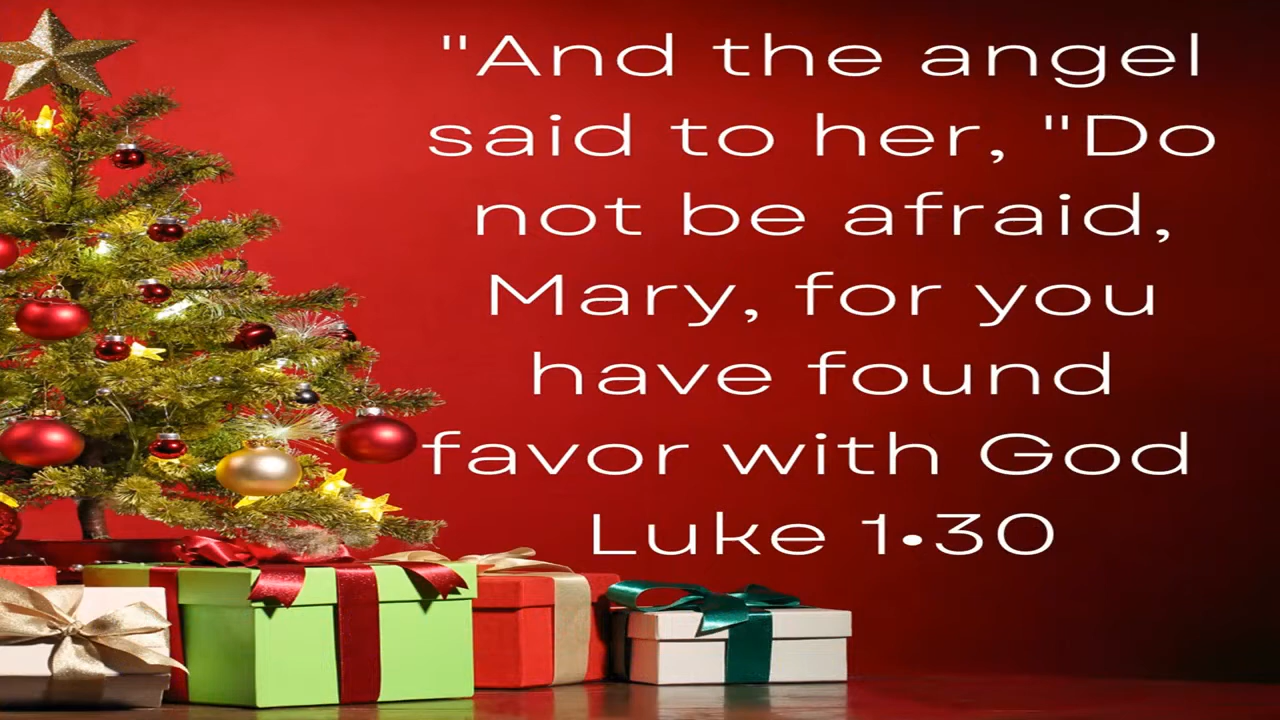 "And the angel
said to her, "Do
not be afraid,
Mary, for you
have found
favor with God
Luke 1•30